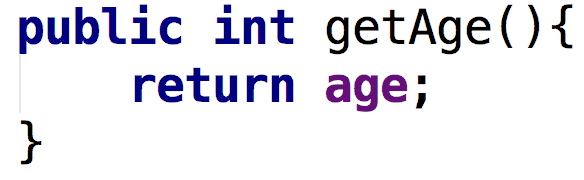 public int getAge(){
    return age;
}